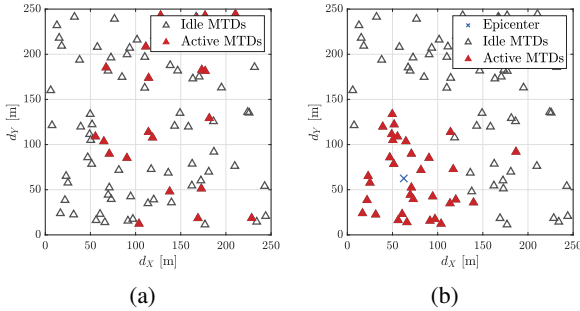 250
200
150
100
50
0
d_Y [m]
0 50 100 150 200 250
d_X [m]
Idle MTDs
Active MTDs
(a)
250
200
150
100
50
0
d_Y [m]
0 50 100 150 200 250
d_X [m]
Epicenter
Idle MTDs
Active MTDs
(b)